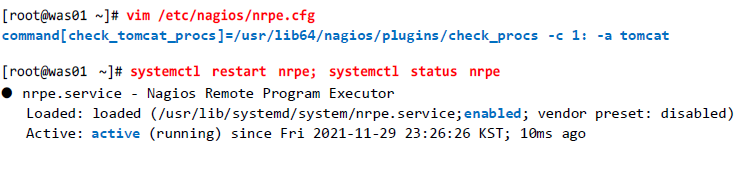 [root@was01 ~]# vim /etc/nagios/nrpe.cfg
command[check_tomcat_procs]=/usr/lib64/nagios/plugins/check_procs -c 1: -a tomcat
[root@was01 ~]# systemctl restart nrpe; systemctl status nrpe
● nrpe.service - Nagios Remote Program Executor
Loaded: loaded (/usr/lib/systemd/system/nrpe.service;enabled; vendor preset: disabled)
Active: active (running) since Fri 2021-11-29 23:26:26 KST; 10ms ago